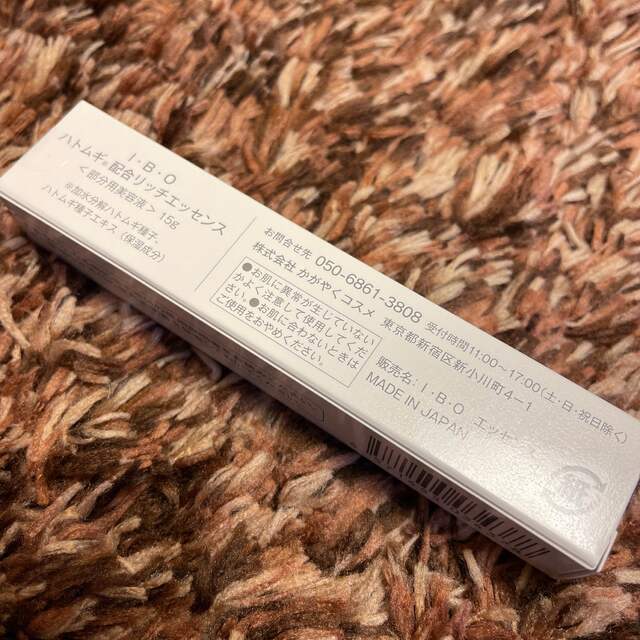 I・B・O
ハトムギ※配合リッチエッセンス
＜部分用美容液＞ 15g
※加水分解ハトムギ種子、
ハトムギ種子エキス（保湿成分）
お問合せ先 050-6861-3808 受付時間11:00〜17:00（土・日・祝日除く）
株式会社 かがやくコスメ 東京都新宿区新小川町4−1
●お肌に異常が生じていない
かよく注意して使用してくだ
さい。●お肌に合わないときは
ご使用をおやめください。
販売名：I・B・O エッセ
MADE IN JAPAN